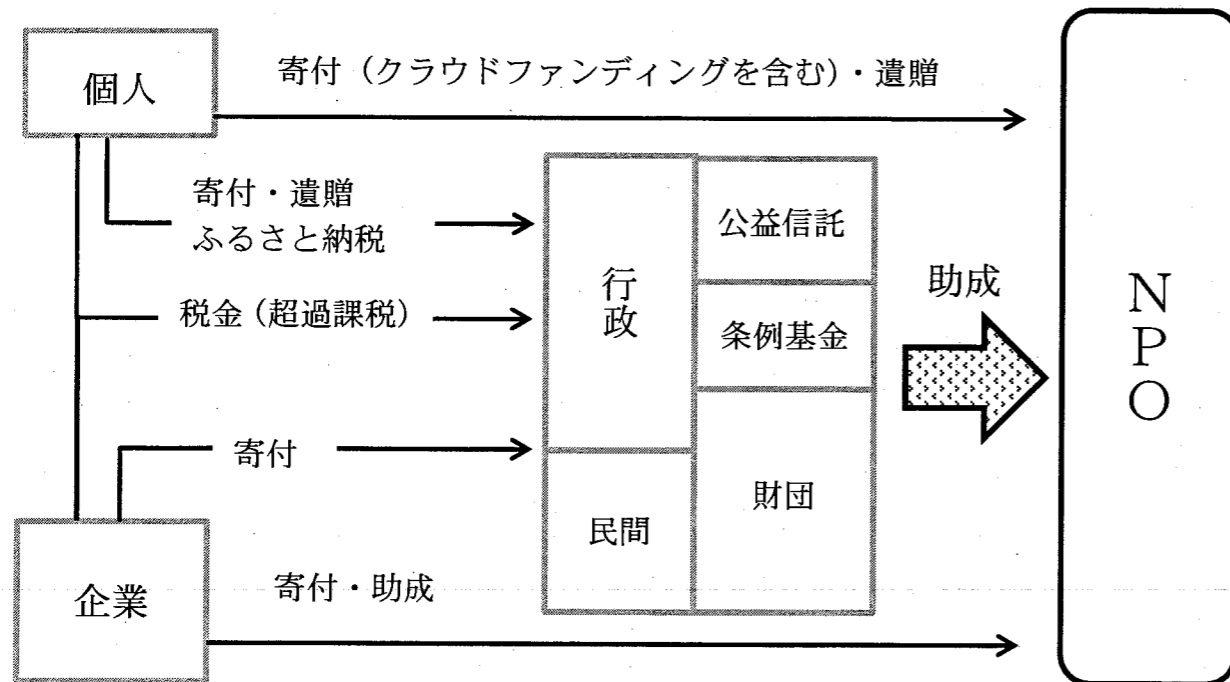 個人
寄付（クラウドファンディングを含む）・遺贈
寄付・遺贈
ふるさと納税
税金（超過課税）
寄付
企業
寄付・助成
行政
民間
公益信託
条例基金
財団
助成
NPO